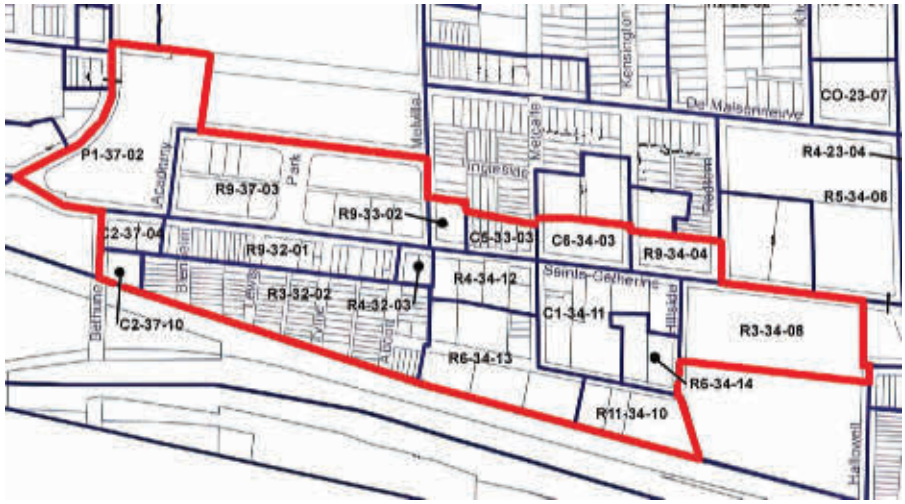 Kensington
CO-23-07
De Maisonneuve
Melville
Metcalfe
P1-37-02
R4-23-04
Academy
Park
Ingleside
Redfern
R9-37-03
R5-34-06
R9-33-02
C2-37-04
R9-32-01
C5-33-03
C6-34-03
R9-34-04
Blenheim
Lewis
R3-32-02
R4-32-03
R4-34-12
Sainte-Catherine
Hillside
Bethune
C2-37-10
Abbott
C1-34-11
R3-34-08
R6-34-13
R6-34-14
R11-34-10
Hallowell